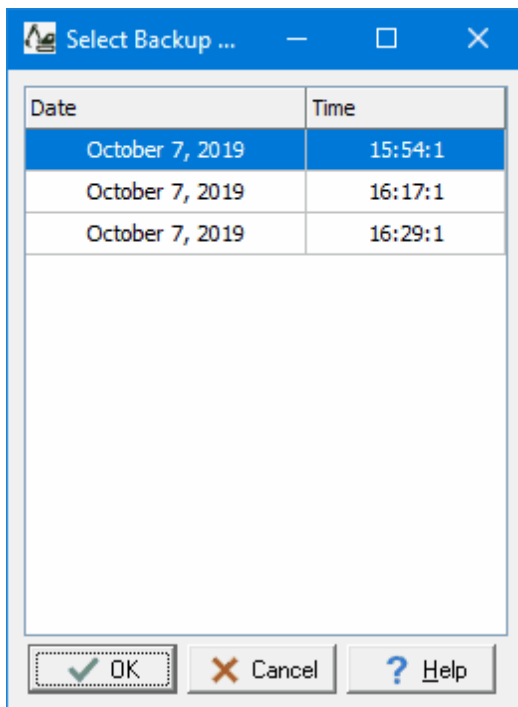 Select Backup ...
Date Time
October 7, 2019 15:54:1
October 7, 2019 16:17:1
October 7, 2019 16:29:1
OK Cancel Help